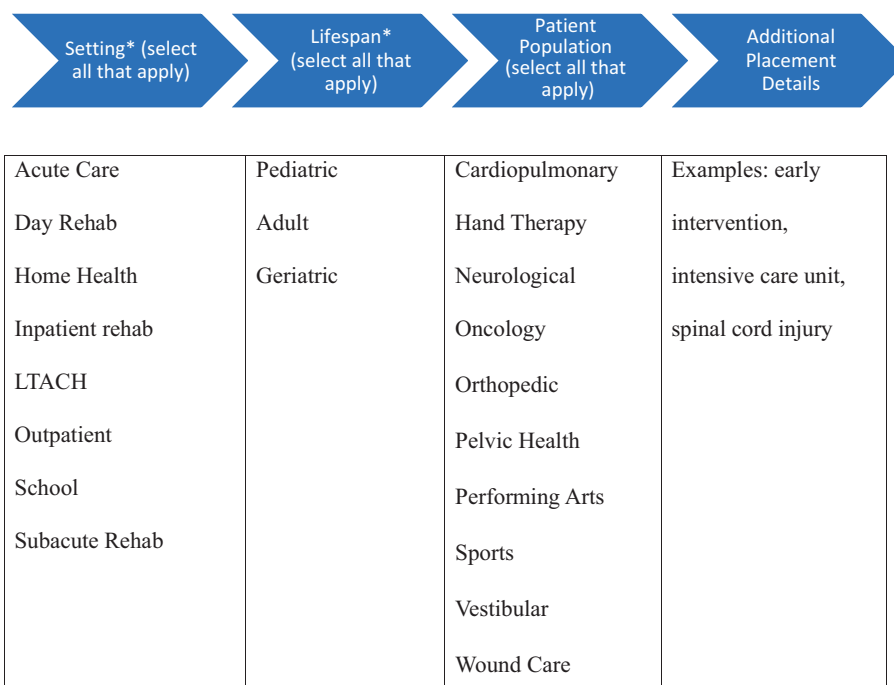 Setting* (select
all that apply)
Lifespan*
(select all that
apply)
Patient
Population
(select all that
apply)
Additional
Placement
Details
Acute Care
Day Rehab
Home Health
Inpatient rehab
LTACH
Outpatient
School
Subacute Rehab
Pediatric
Adult
Geriatric
Cardiopulmonary
Hand Therapy
Neurological
Oncology
Orthopedic
Pelvic Health
Performing Arts
Sports
Vestibular
Wound Care
Examples: early
intervention,
intensive care unit,
spinal cord injury